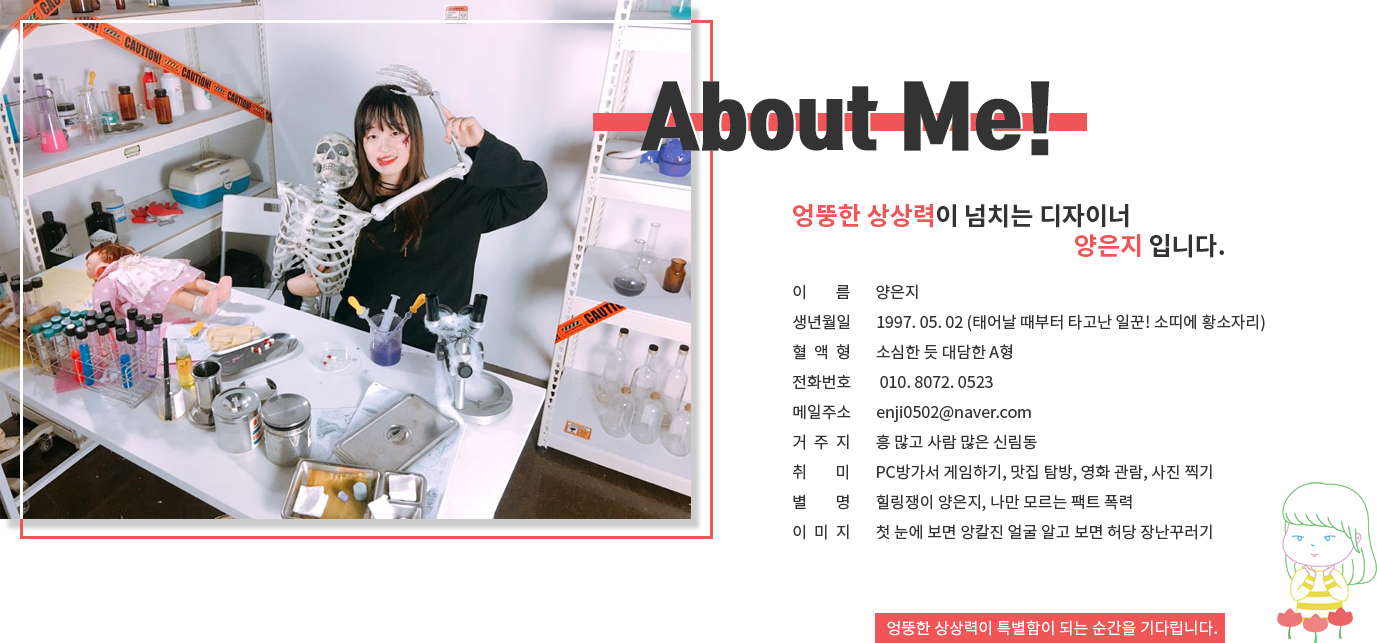 CAUTION!
CAUTION!
CAUTION!
CAUTION!
CAUTION!
About Me!
엉뚱한 상상력이 넘치는 디자이너
양은지 입니다.
이 름 양은지
생년월일 1997. 05. 02 (태어날 때부터 타고난 일꾼! 소띠에 황소자리)
혈 액 형 소심한 듯 대담한 A형
전화번호 010. 8072. 0523
메일주소 enji0502@naver.com
거 주 지 흥 많고 사람 많은 신림동
취 미 PC방가서 게임하기, 맛집 탐방, 영화 관람, 사진 찍기
별 명 힐링쟁이 양은지, 나만 모르는 팩트 폭력
이 미 지 첫 눈에 보면 앙칼진 얼굴 알고 보면 허당 장난꾸러기
엉뚱한 상상력이 특별함이 되는 순간을 기다립니다.